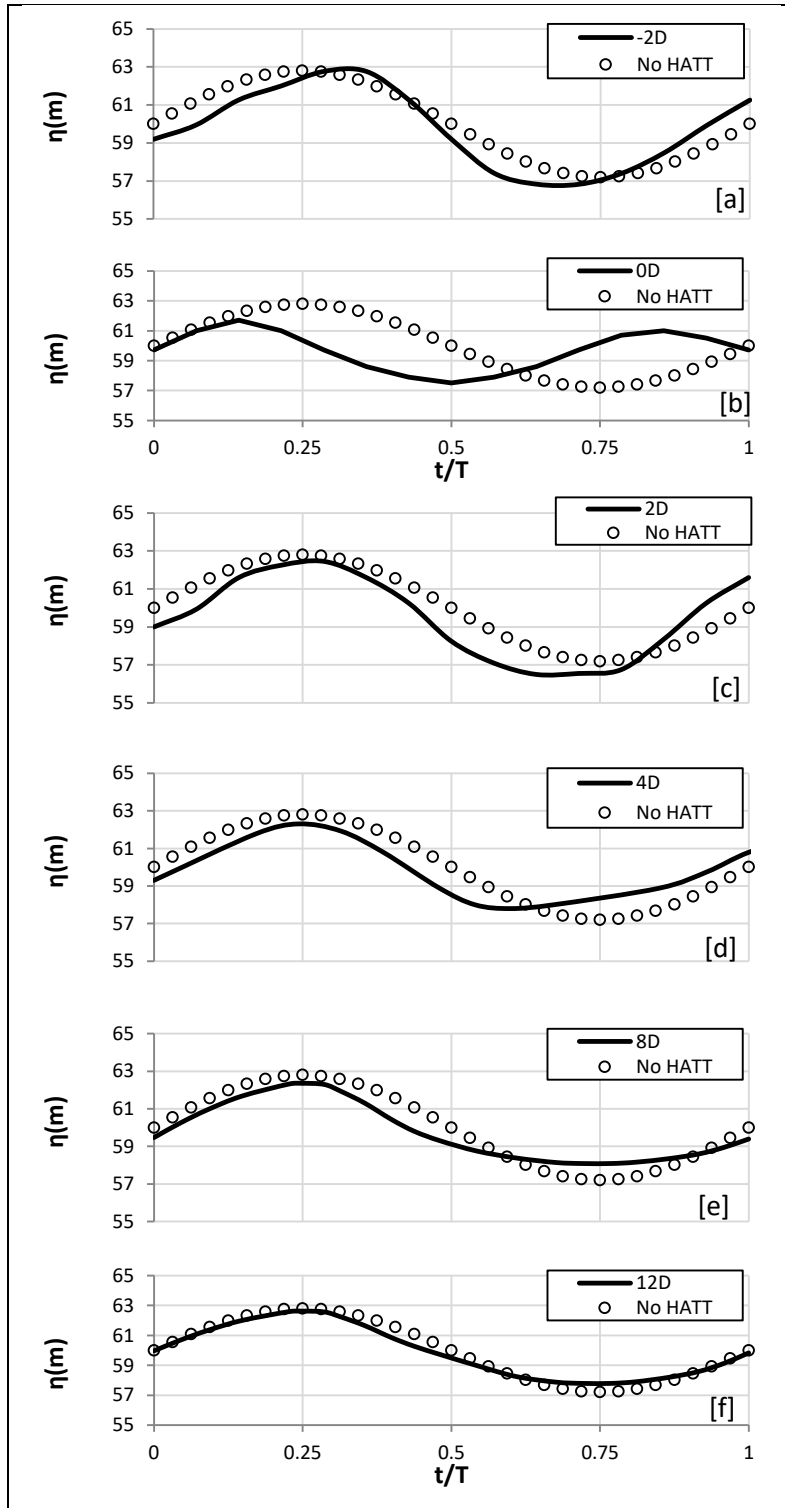 65
63
61
59
57
55
η(m)
-2D
No HATT
[a]
65
63
61
59
57
55
η(m)
0D
No HATT
[b]
0
0.25
0.5
0.75
1
t/T
65
63
61
59
57
55
η(m)
2D
No HATT
[c]
65
63
61
59
57
55
η(m)
4D
No HATT
[d]
65
63
61
59
57
55
η(m)
8D
No HATT
[e]
65
63
61
59
57
55
η(m)
12D
No HATT
[f]
0
0.25
0.5
0.75
1
t/T